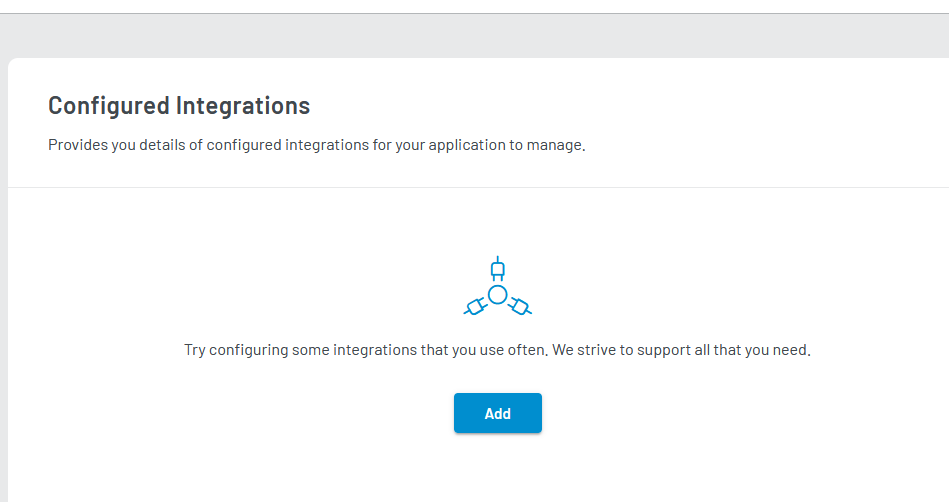 Configured Integrations
Provides you details of configured integrations for your application to manage.
Try configuring some integrations that you use often. We strive to support all that you need.
Add